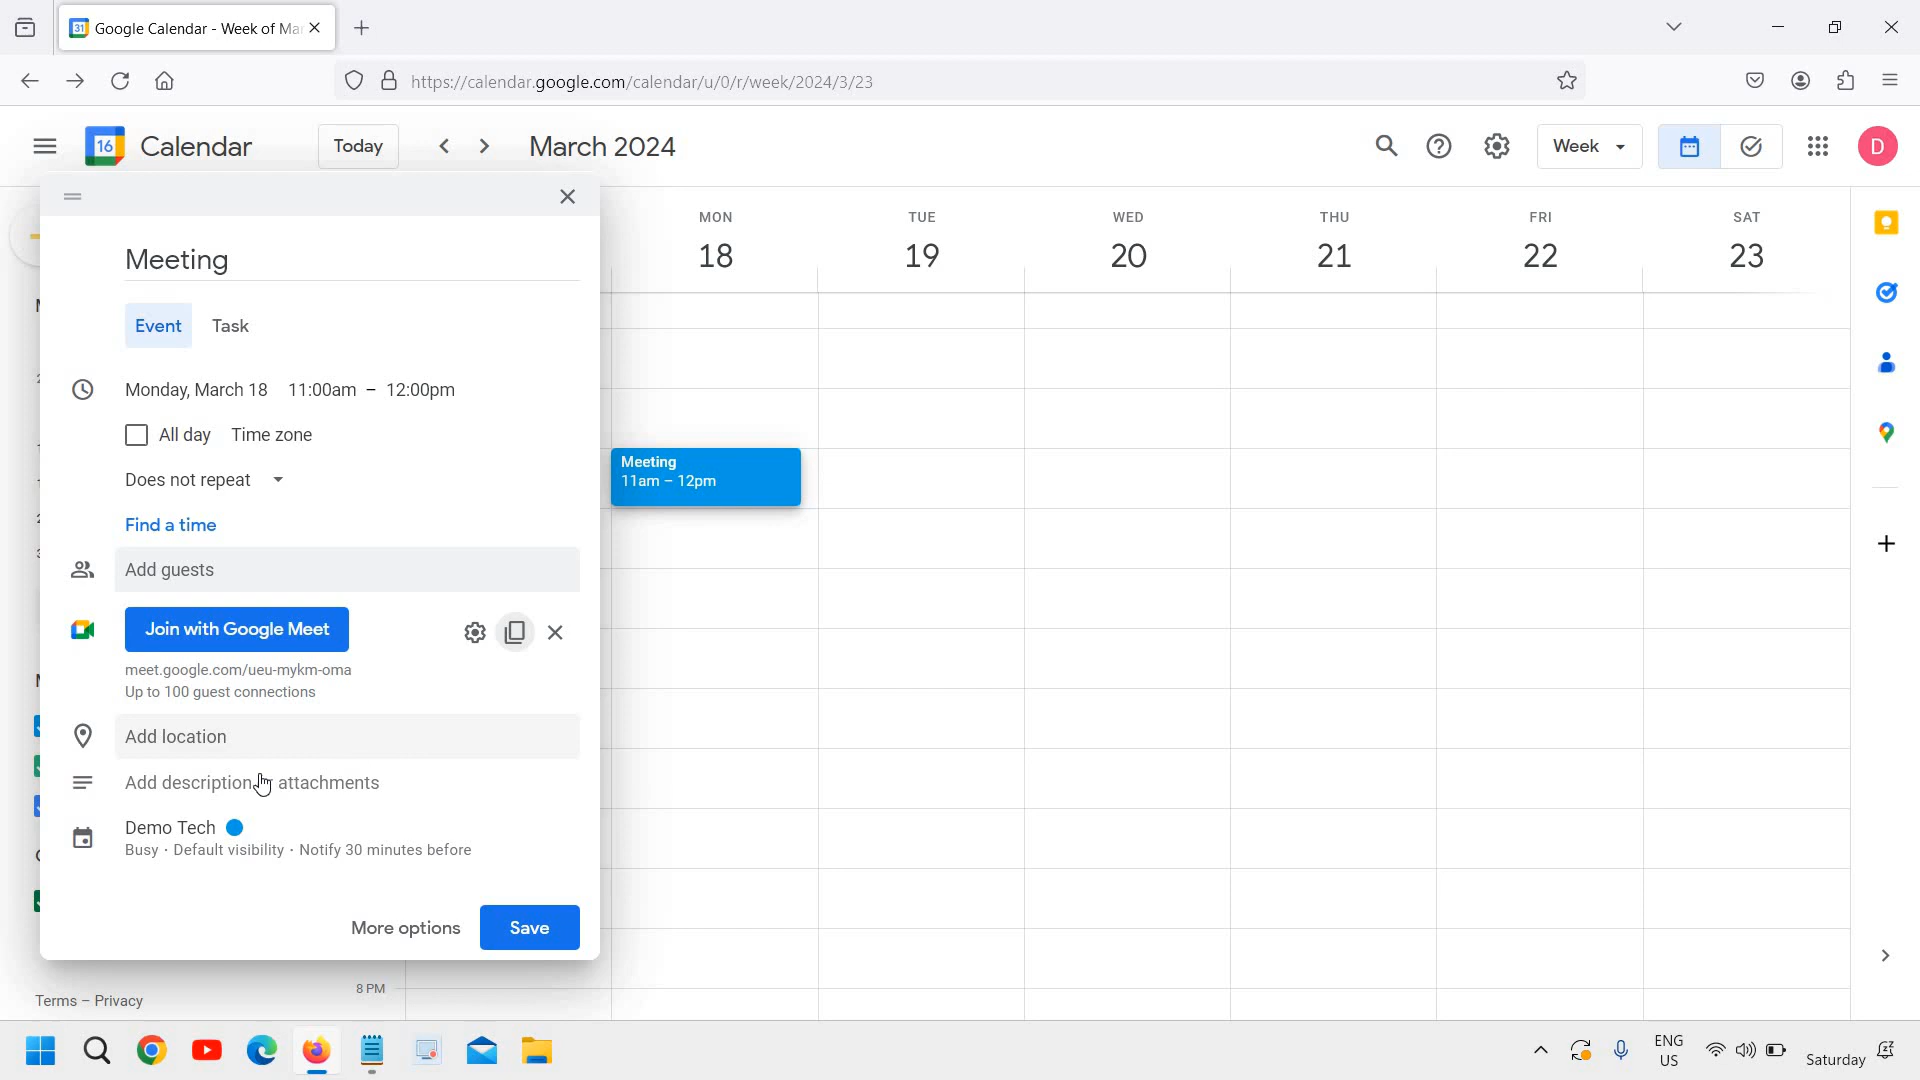 Google Calendar - Week of Mar
https://calendar.google.com/calendar/u/0/r/week/2024/3/23
16
Calendar
Today
March 2024
Week
D
MON
TUE
WED
THU
FRI
SAT
18
19
20
21
22
23
Meeting
Event
Task
Monday, March 18 11:00am – 12:00pm
All day
Time zone
Does not repeat
Find a time
Add guests
Join with Google Meet
meet.google.com/ueu-mykm-oma
Up to 100 guest connections
Add location
Add description attachments
Demo Tech
Busy · Default visibility · Notify 30 minutes before
More options
Save
Meeting
11am – 12pm
8 PM
Terms – Privacy
ENG
US
Saturday